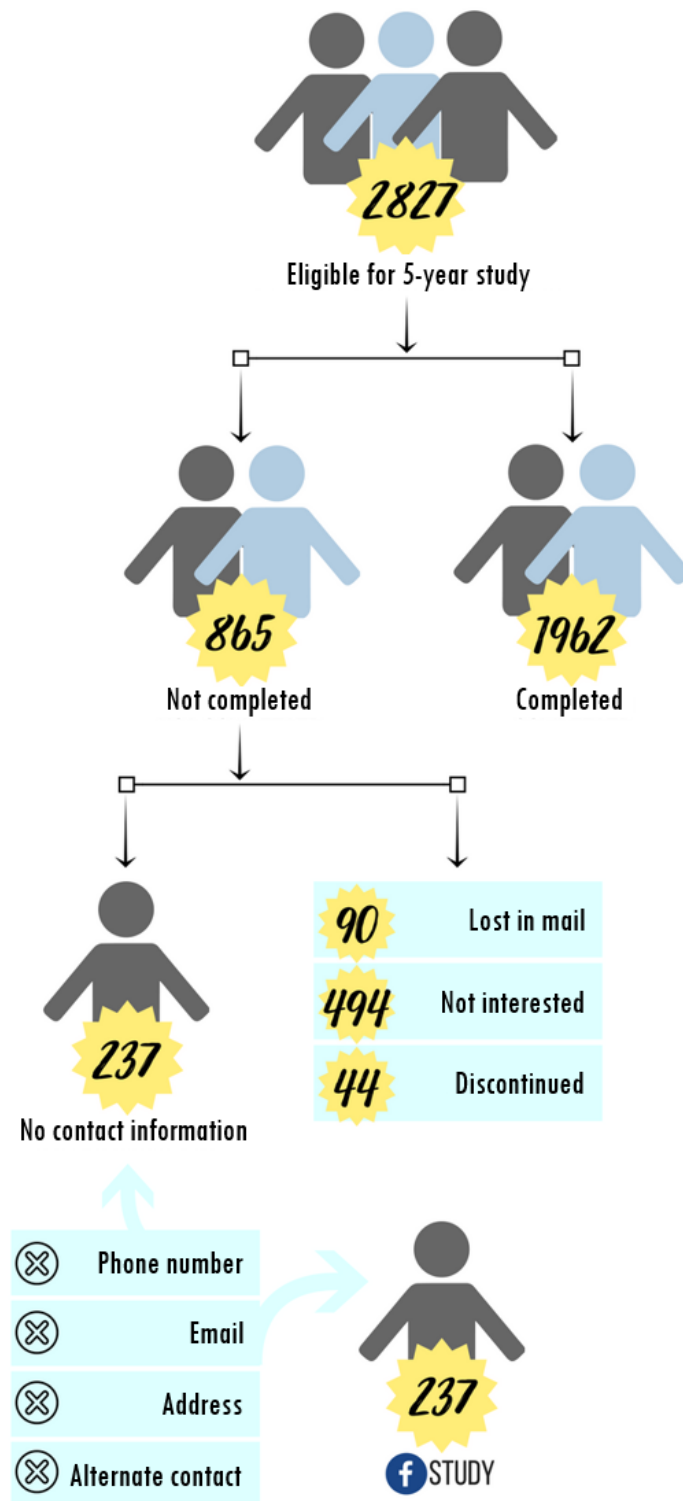 2827
Eligible for 5-year study
865
Not completed
1962
Completed
237
No contact information
90 Lost in mail
494 Not interested
44 Discontinued
Phone number
Email
Address
Alternate contact
237
f STUDY